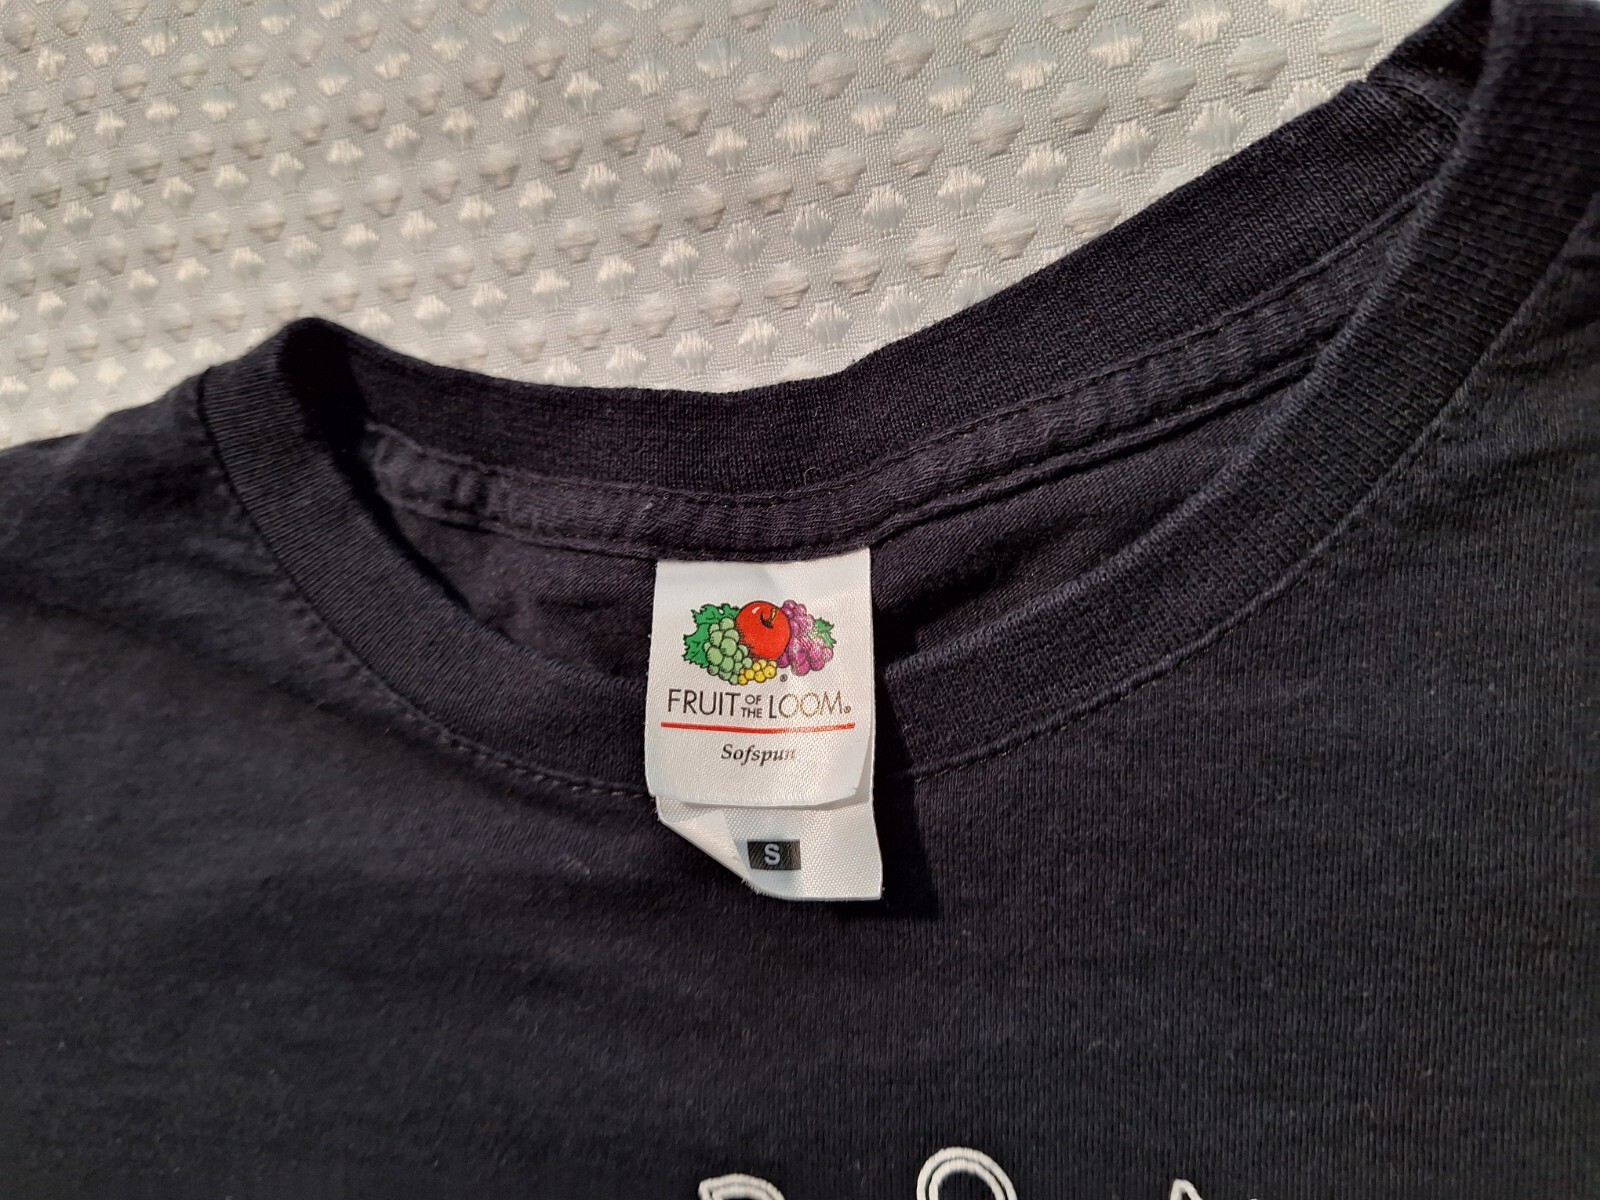 FRUIT OF THE LOOM®
Sofspun
S